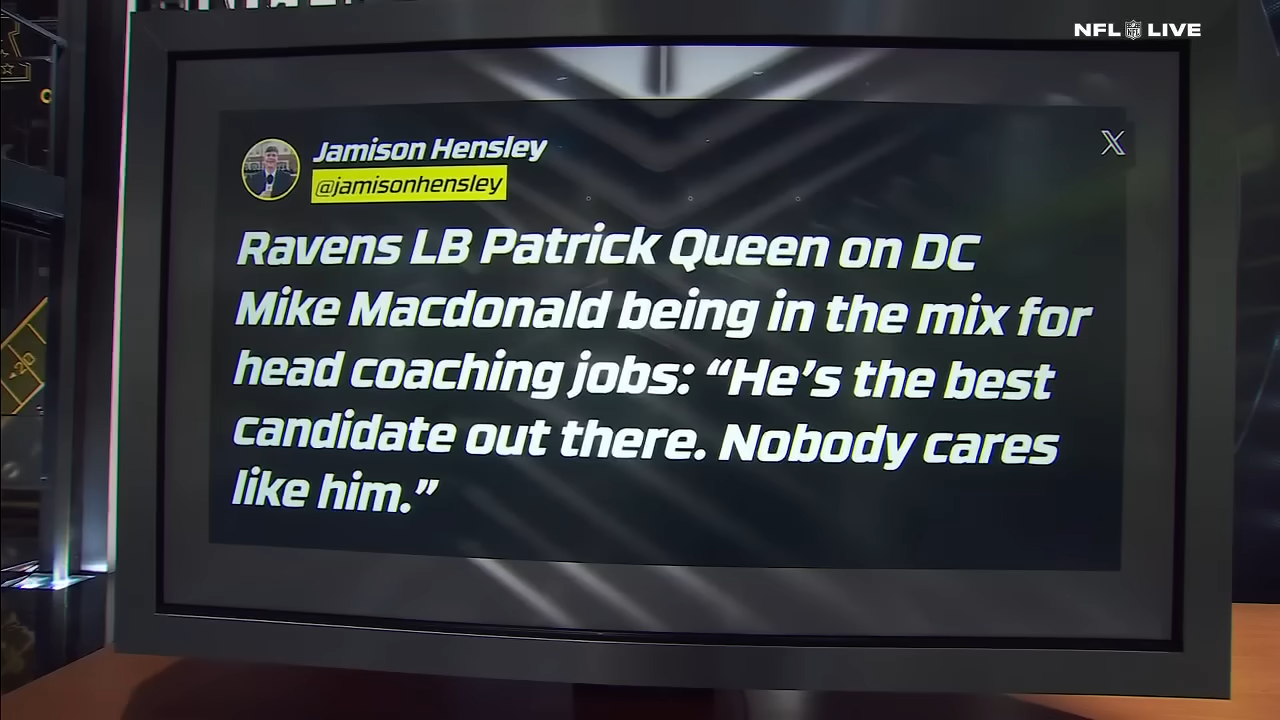 NFL LIVE
Jamison Hensley
@jamisonhensley
Ravens LB Patrick Queen on DC
Mike Macdonald being in the mix for
head coaching jobs: “He’s the best
candidate out there. Nobody cares
like him.”